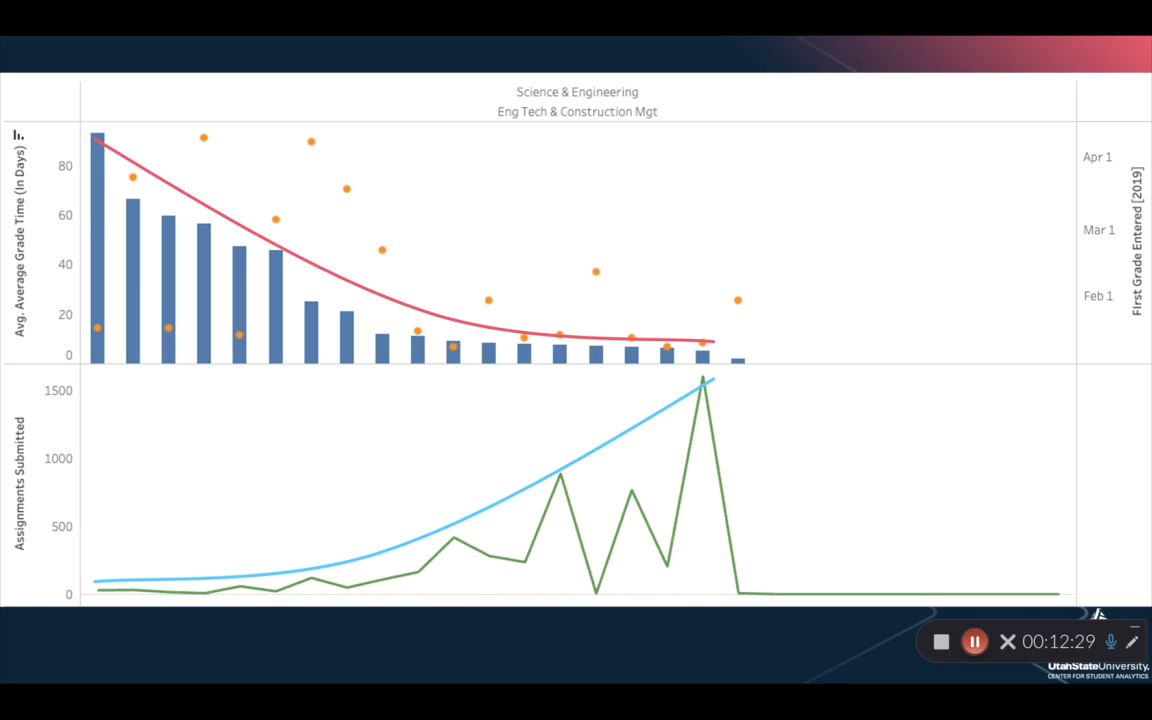 Science & Engineering
Eng Tech & Construction Mgt
Avg. Average Grade Time (In Days)
80
60
40
20
0
Apr 1
Mar 1
Feb 1
First Grade Entered [2019]
Assignments Submitted
1500
1000
500
0
00:12:29
UtahStateUniversity.
CENTER FOR STUDENT ANALYTICS